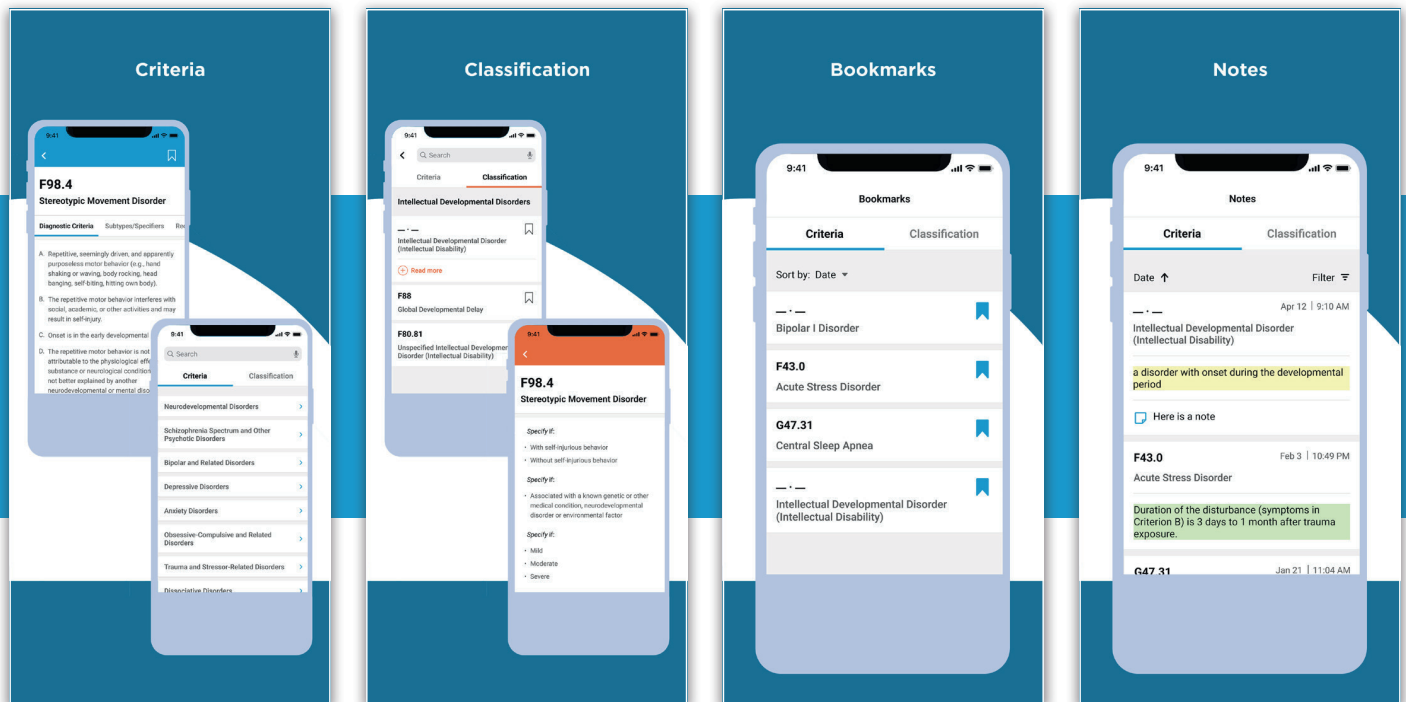 Criteria
9:41
F98.4
Stereotypic Movement Disorder
Diagnostic Criteria Subtypes/Specifiers
A. Repetitive, seemingly driven, and apparently
purposeless motor behavior (e.g., hand
shaking or waving, body rocking, head
banging, self-biting, hitting own body).
B. The repetitive motor behavior interferes with
social, academic, or other activities and may
result in self-injury.
C. Onset is in the early developmental
D. The repetitive motor behavior is not
attributable to the physiological
substance or neurological condition
not better explained by another
neurodevelopmental or mental
9:41
Search
Criteria Classification
Neurodevelopmental Disorders
Schizophrenia Spectrum and Other
Psychotic Disorders
Bipolar and Related Disorders
Depressive Disorders
Anxiety Disorders
Obsessive-Compulsive and Related
Disorders
Trauma and Stressor-Related Disorders
Dissociative Disorders
Classification
9:41
Search
Criteria Classification
Intellectual Developmental Disorders
_._
Intellectual Developmental Disorder
(Intellectual Disability)
Read more
F88
Global Developmental Delay
F80.81
Unspecified Intellectual
Disorder (Intellectual Disability)
9:41
F98.4
Stereotypic Movement Disorder
Specify if:
• With self-injurious behavior
• Without self-injurious behavior
Specify if:
• Associated with a known genetic or other
medical condition, neurodevelopmental
disorder or environmental factor
Specify if:
• Mild
• Moderate
• Severe
Bookmarks
9:41
Bookmarks
Criteria Classification
Sort by: Date
_._
Bipolar I Disorder
F43.0
Acute Stress Disorder
G47.31
Central Sleep Apnea
_._
Intellectual Developmental Disorder
(Intellectual Disability)
Notes
9:41
Notes
Criteria Classification
Date ↑ Filter
_._ Apr 12 | 9:10 AM
Intellectual Developmental Disorder
(Intellectual Disability)
a disorder with onset during the developmental
period
Here is a note
F43.0 Feb 3 | 10:49 PM
Acute Stress Disorder
Duration of the disturbance (symptoms in
Criterion B) is 3 days to 1 month after trauma
exposure.
G47.31 Jan 21 | 11:04 AM